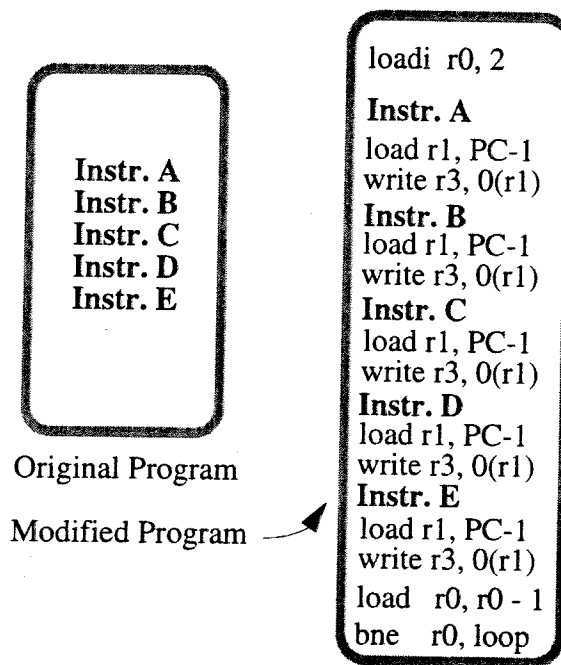 Instr. A
Instr. B
Instr. C
Instr. D
Instr. E
Original Program
Modified Program
loadi r0, 2
Instr. A
load r1, PC-1
write r3, 0(r1)
Instr. B
load r1, PC-1
write r3, 0(r1)
Instr. C
load r1, PC-1
write r3, 0(r1)
Instr. D
load r1, PC-1
write r3, 0(r1)
Instr. E
load r1, PC-1
write r3, 0(r1)
load r0, r0 - 1
bne r0, loop